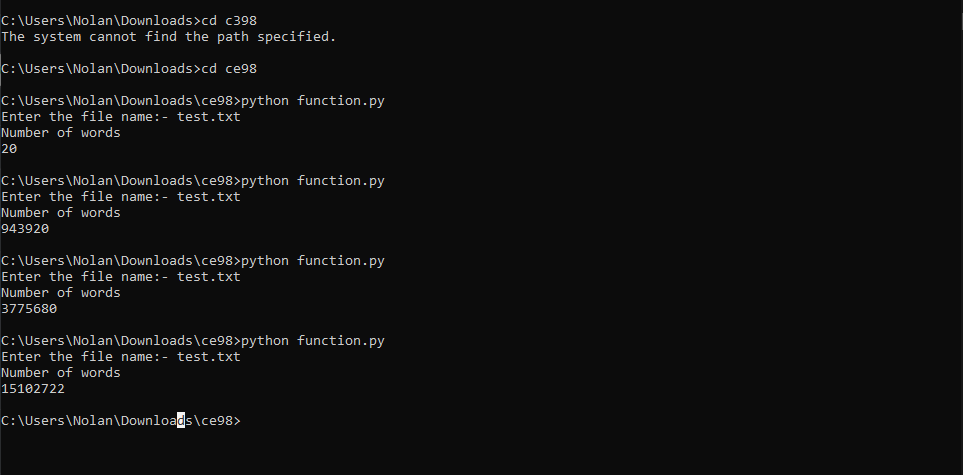 C:\Users\Nolan\Downloads>cd c398
The system cannot find the path specified.
C:\Users\Nolan\Downloads>cd ce98
C:\Users\Nolan\Downloads\ce98>python function.py
Enter the file name:- test.txt
Number of words
20
C:\Users\Nolan\Downloads\ce98>python function.py
Enter the file name:- test.txt
Number of words
943920
C:\Users\Nolan\Downloads\ce98>python function.py
Enter the file name:- test.txt
Number of words
3775680
C:\Users\Nolan\Downloads\ce98>python function.py
Enter the file name:- test.txt
Number of words
15102722
C:\Users\Nolan\Downloads\ce98>